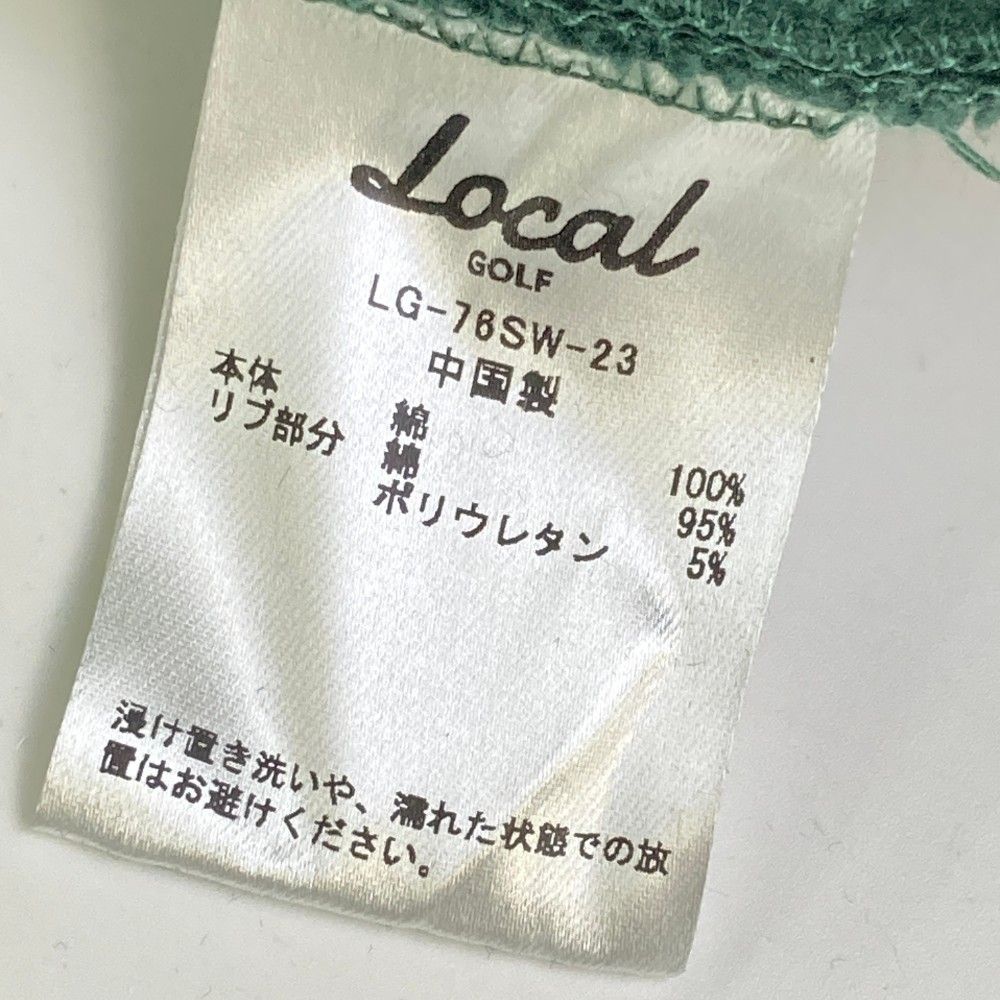 Local
GOLF
LG-76SW-23
中国製
本体 綿 100%
リブ部分 綿 95%
ポリウレタン 5%
浸け置き洗いや、濡れた状態での放
置はお避けください。